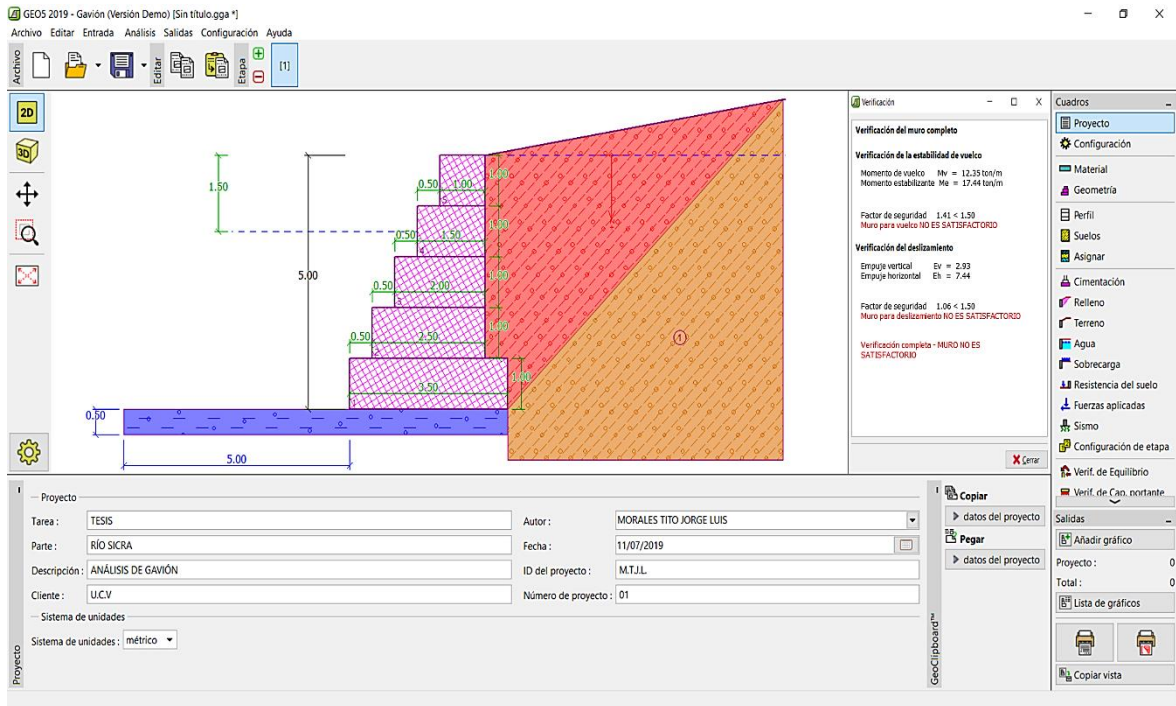 GEO5 2019 - Gavión (Versión Demo) [Sin título.gga *]
Archivo Editar Entrada Análisis Salidas Configuración Ayuda
Archivo
Editar
Etapa
[1]
2D
3D
1.50
5.00
0.50 1.00
5
1.00
0.50 1.50
4
1.00
0.50 2.00
3
1.00
0.50 2.50
1.00
3.50
1
1.00
0.50
5.00
1
Verificación
Verificación del muro completo
Verificación de la estabilidad de vuelco
Momento de vuelco Mv = 12.35 ton/m
Momento estabilizante Me = 17.44 ton/m
Factor de seguridad 1.41 < 1.50
Muro para vuelco NO ES SATISFACTORIO
Verificación del deslizamiento
Empuje vertical Ev = 2.93
Empuje horizontal Eh = 7.44
Factor de seguridad 1.06 < 1.50
Muro para deslizamiento NO ES SATISFACTORIO
Verificación completa - MURO NO ES
SATISFACTORIO
Cerrar
Cuadros
Proyecto
Configuración
Material
Geometría
Perfil
Suelos
Asignar
Cimentación
Relleno
Terreno
Agua
Sobrecarga
Resistencia del suelo
Fuerzas aplicadas
Sismo
Configuración de etapa
Verif. de Equilibrio
Verif. de Cap. portante
Salidas
Añadir gráfico
Proyecto : 0
Total : 0
Lista de gráficos
Copiar vista
Proyecto
Proyecto
Tarea : TESIS
Autor : MORALES TITO JORGE LUIS
Parte : RÍO SICRA
Fecha : 11/07/2019
Descripción : ANÁLISIS DE GAVIÓN
ID del proyecto : M.T.J.L.
Cliente : U.C.V
Número de proyecto : 01
Sistema de unidades
Sistema de unidades : métrico
GeoClipboard™
Copiar
datos del proyecto
Pegar
datos del proyecto